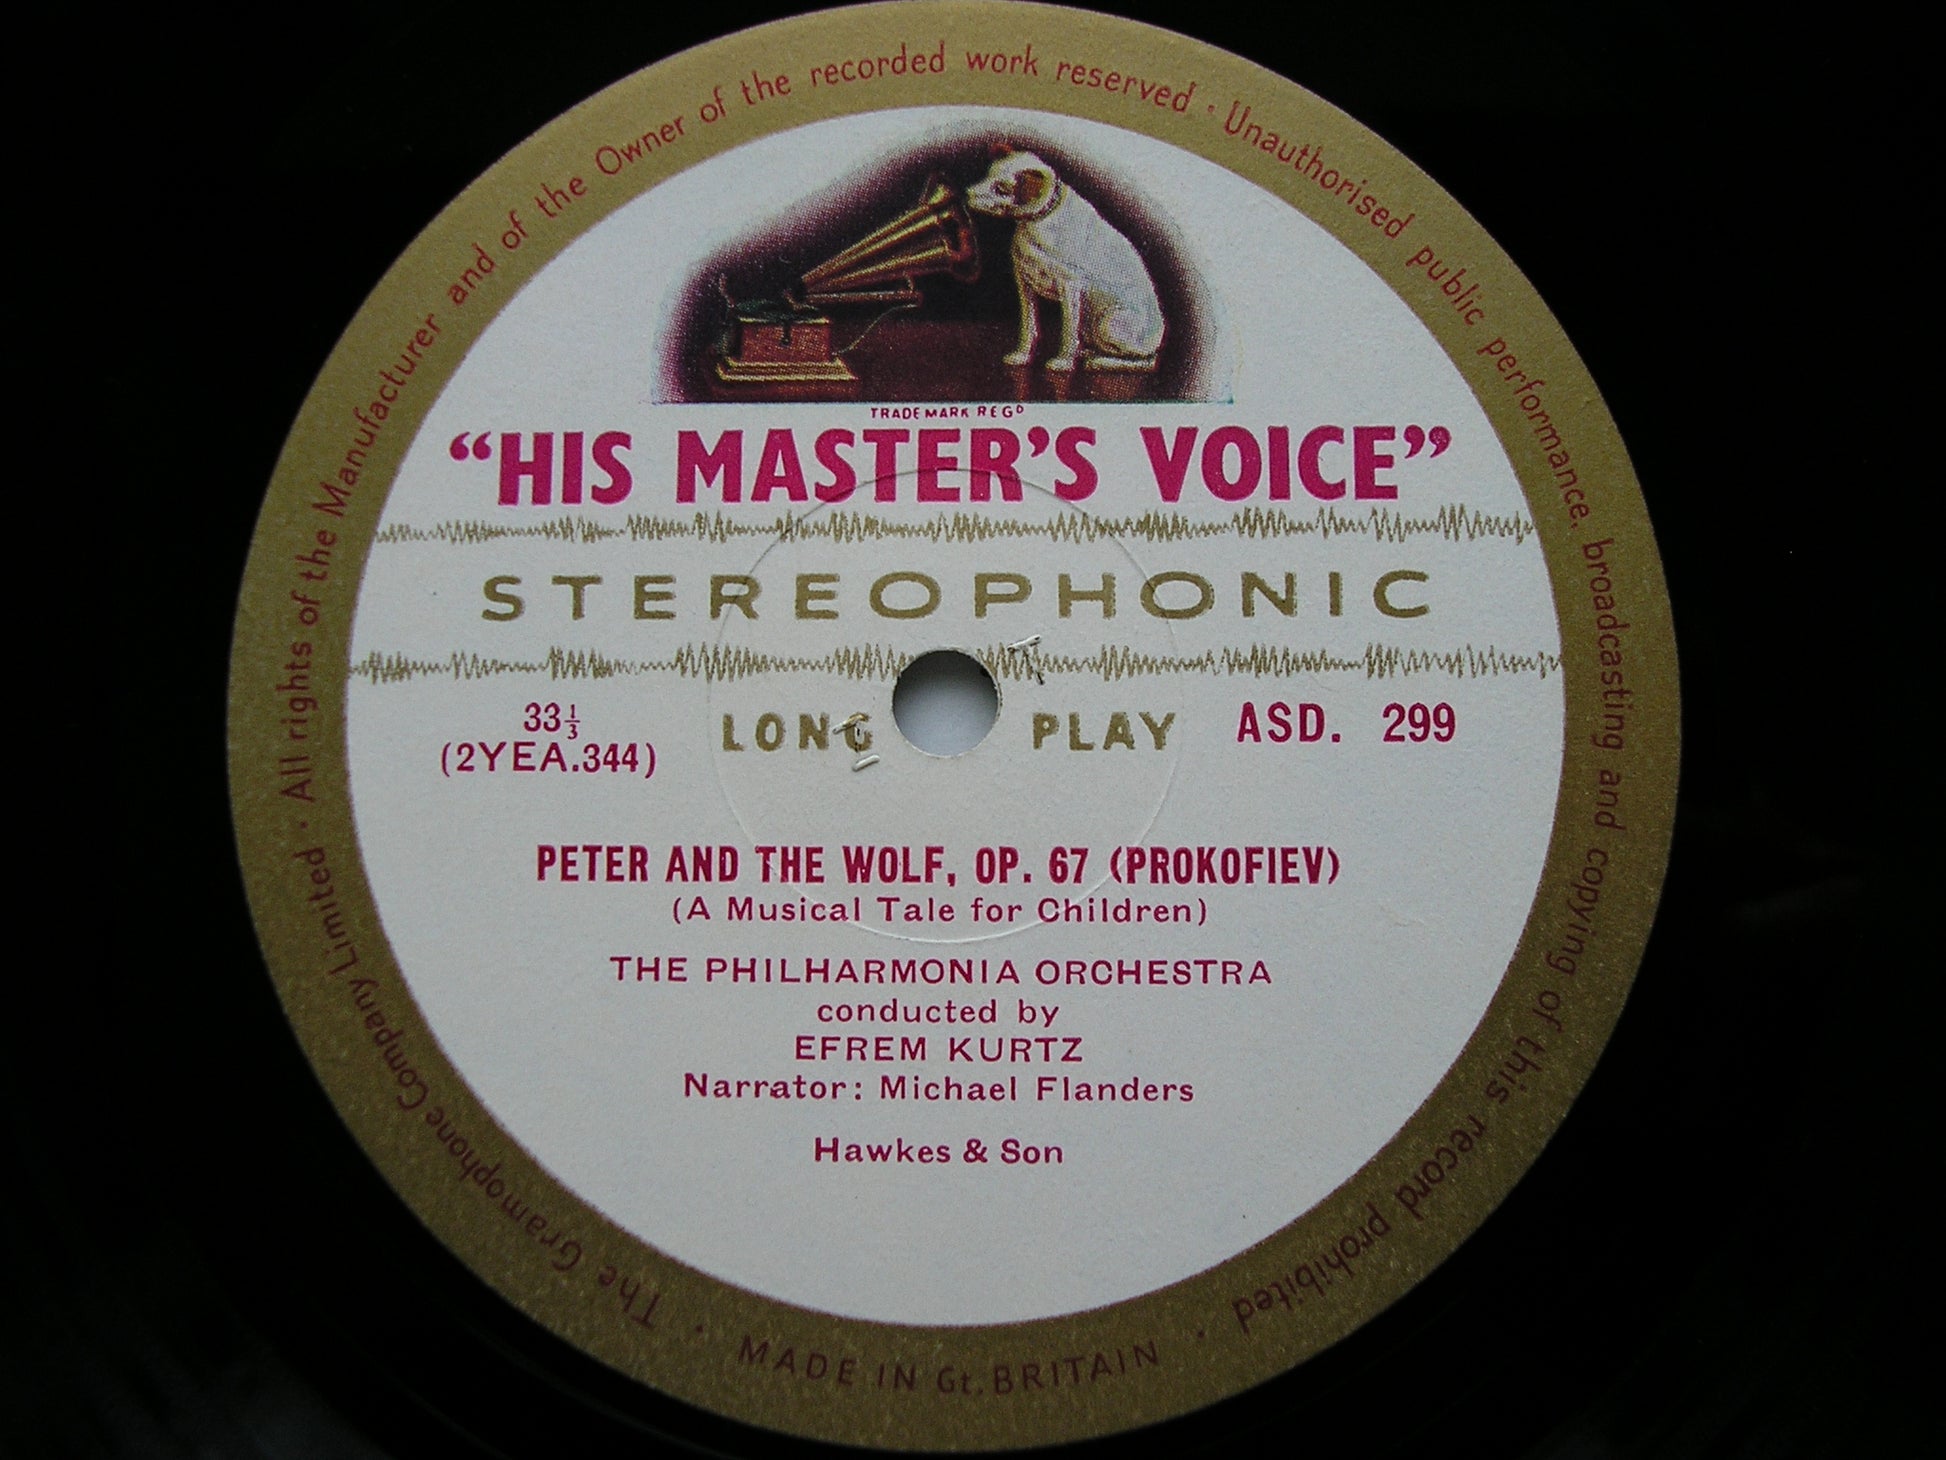 All rights of the Manufacturer and of the Owner of the recorded work reserved · Unauthorised public performance, broadcasting and copying of this record prohibited ·
TRADE MARK REGD
“HIS MASTER’S VOICE”
STEREOPHONIC
33⅓
(2YEA.344)
LONG PLAY
ASD. 299
PETER AND THE WOLF, OP. 67 (PROKOFIEV)
(A Musical Tale for Children)
THE PHILHARMONIA ORCHESTRA
conducted by
EFREM KURTZ
Narrator: Michael Flanders
Hawkes & Son
MADE IN Gt. BRITAIN
· The Gramophone Company Limited ·